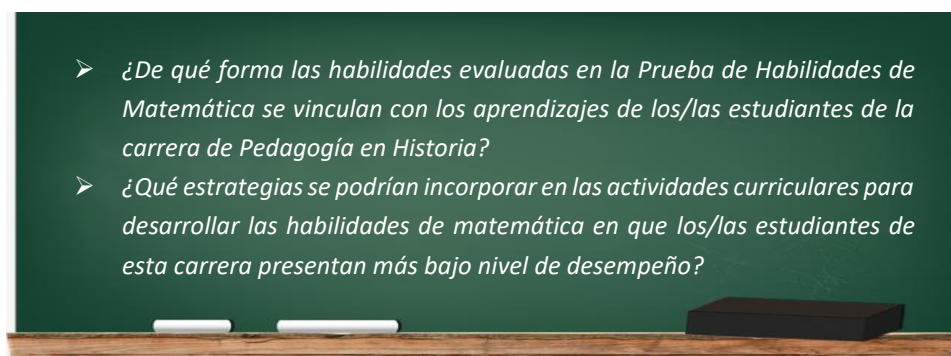 ➢ ¿De qué forma las habilidades evaluadas en la Prueba de Habilidades de
Matemática se vinculan con los aprendizajes de los/las estudiantes de la
carrera de Pedagogía en Historia?
➢ ¿Qué estrategias se podrían incorporar en las actividades curriculares para
desarrollar las habilidades de matemática en que los/las estudiantes de
esta carrera presentan más bajo nivel de desempeño?